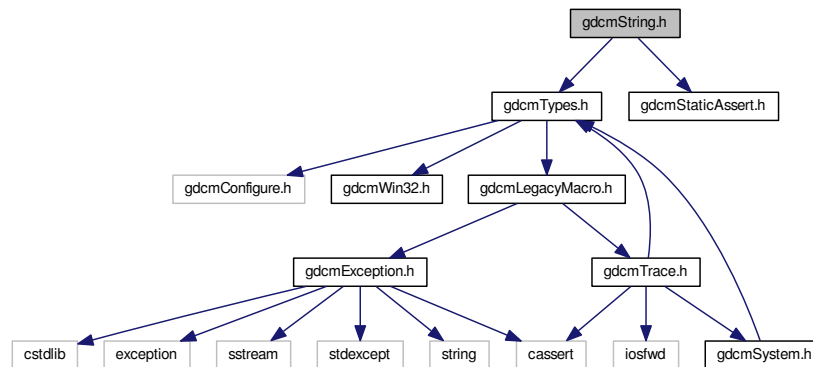 gdcmString.h
gdcmTypes.h
gdcmStaticAssert.h
gdcmConfigure.h
gdcmWin32.h
gdcmLegacyMacro.h
gdcmException.h
gdcmTrace.h
cstdlib
exception
sstream
stdexcept
string
cassert
iosfwd
gdcmSystem.h